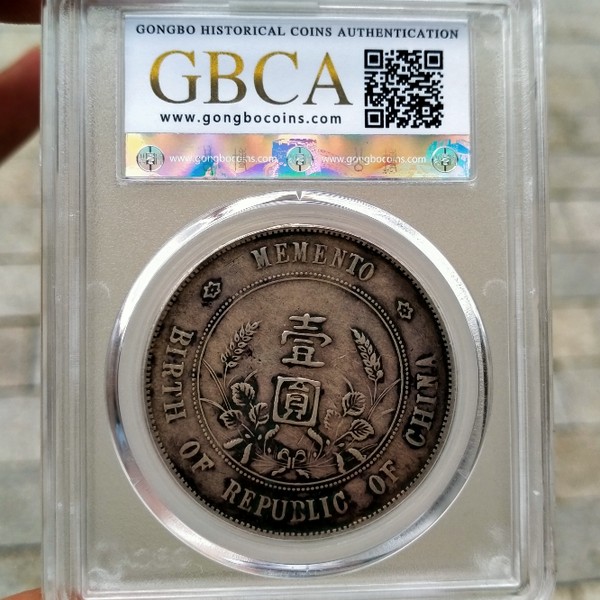 GONGBO HISTORICAL COINS AUTHENTICATION
GBCA
www.gongbocoins.com
www.gongbocoins.com www.gongbocoins.com
MEMENTO
壹
圓
BIRTH OF REPUBLIC OF CHINA